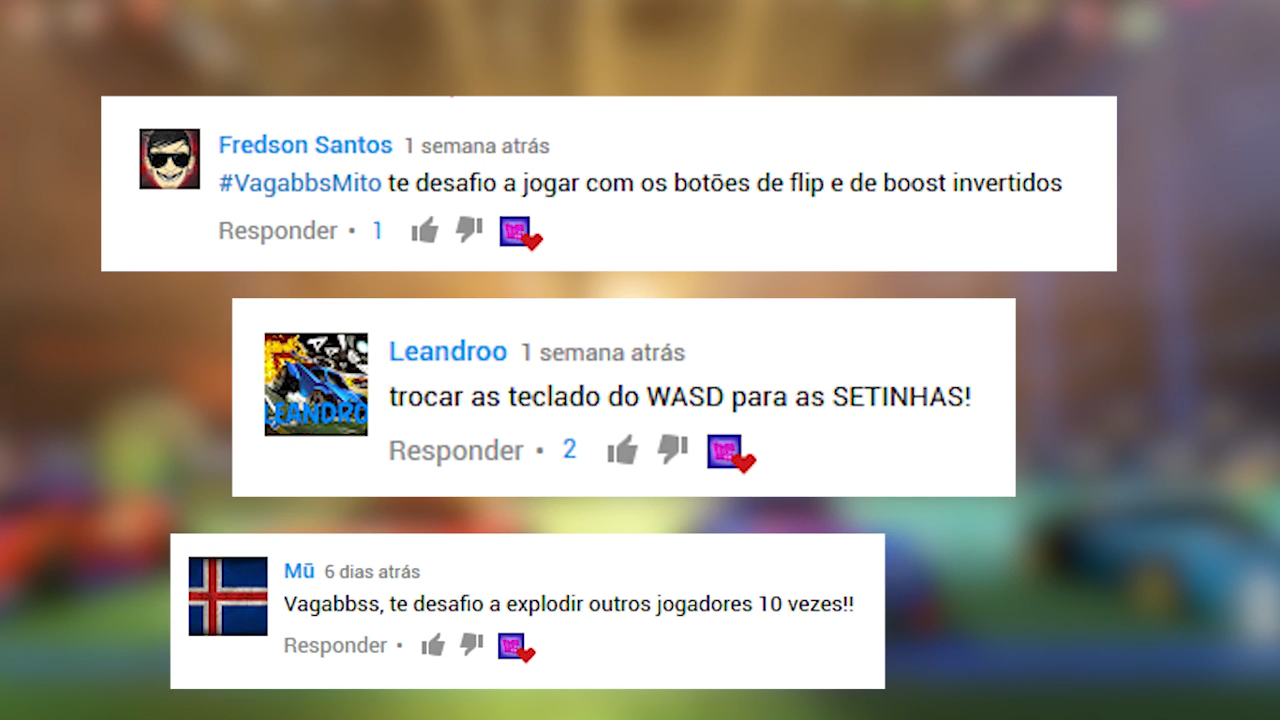 Fredson Santos 1 semana atrás
#VagabbsMito te desafio a jogar com os botões de flip e de boost invertidos
Responder • 1
Leandroo 1 semana atrás
LEANDRO
trocar as teclado do WASD para as SETINHAS!
Responder • 2
Mū 6 dias atrás
Vagabbss, te desafio a explodir outros jogadores 10 vezes!!
Responder •